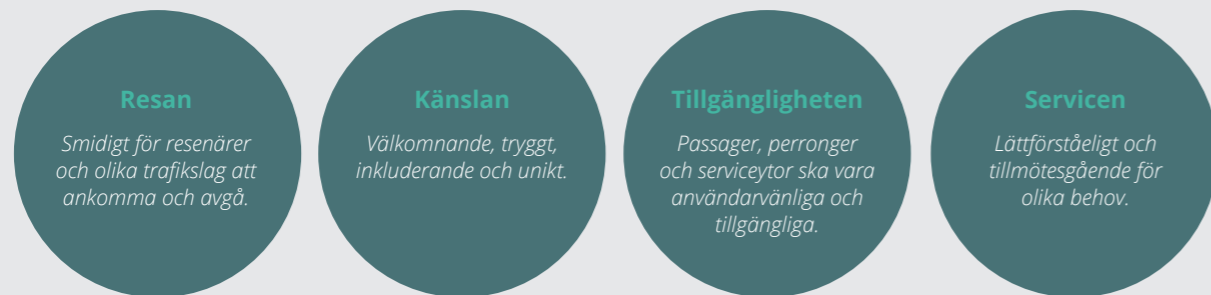 Resan
Smidigt för resenärer
och olika trafikslag att
ankomma och avgå.
Känslan
Välkomnande, tryggt,
inkluderande och unikt.
Tillgängligheten
Passager, perronger
och serviceytor ska vara
användarvänliga och
tillgängliga.
Servicen
Lättförståeligt och
tillmötesgående för
olika behov.